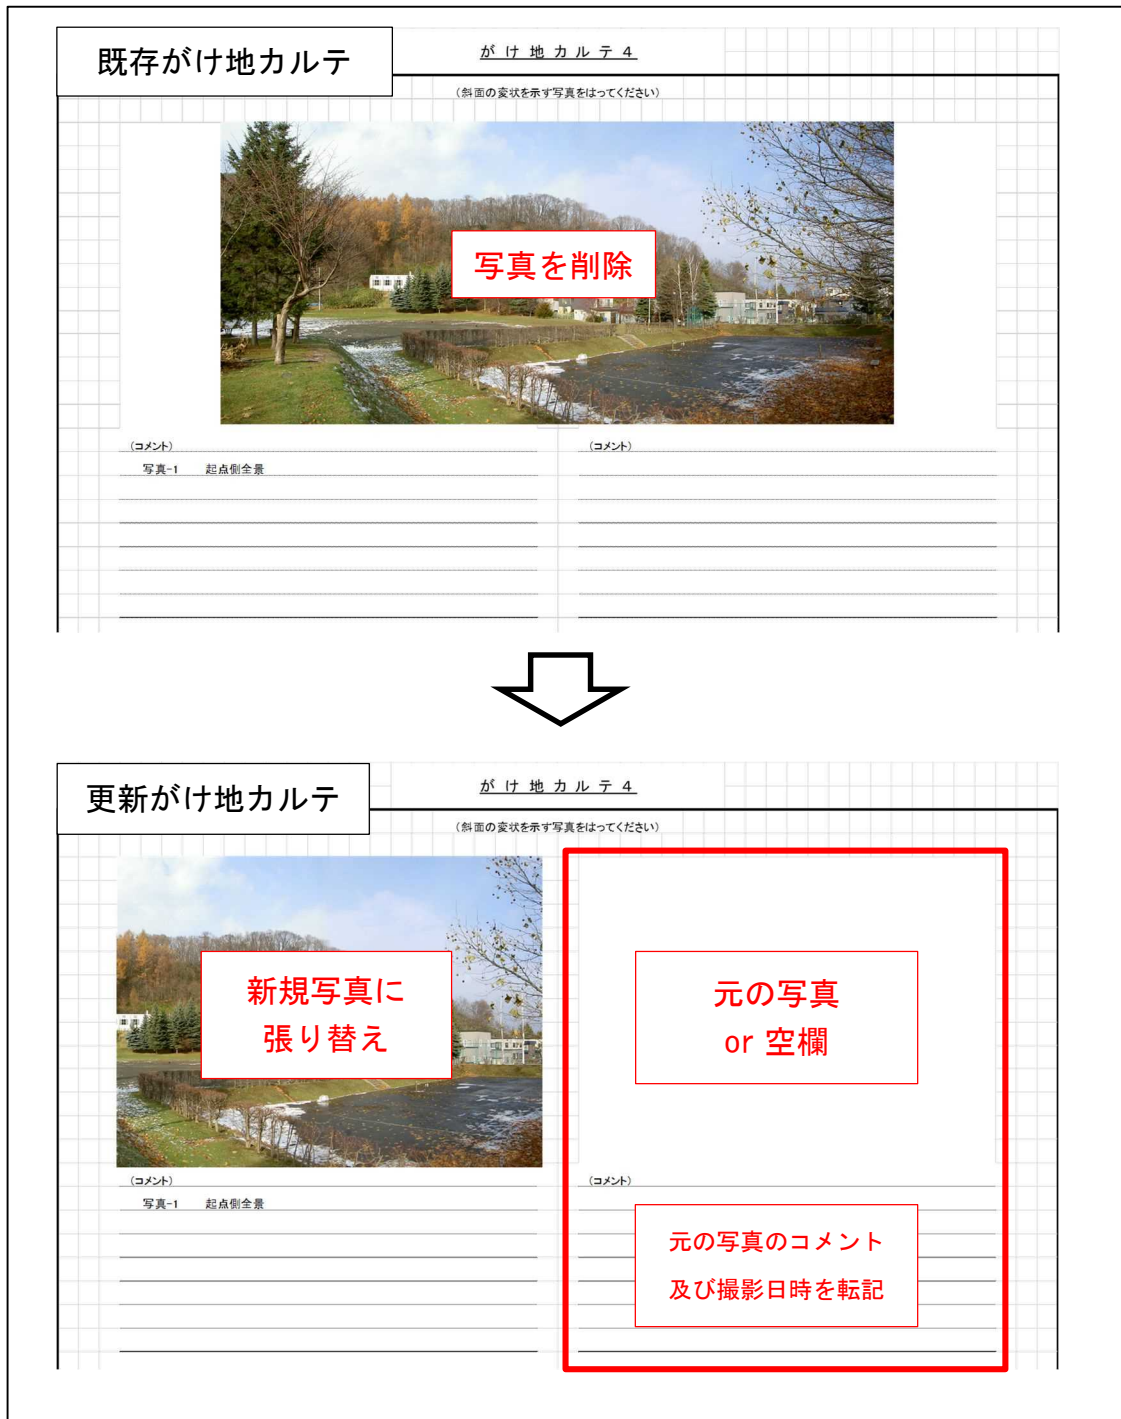 既存がけ地カルテ
がけ地カルテ4
(斜面の変状を示す写真をはってください)
写真を削除
(コメント)
写真-1 起点側全景
(コメント)
更新がけ地カルテ
がけ地カルテ4
(斜面の変状を示す写真をはってください)
新規写真に
張り替え
元の写真
or 空欄
(コメント)
写真-1 起点側全景
(コメント)
元の写真のコメント
及び撮影日時を転記